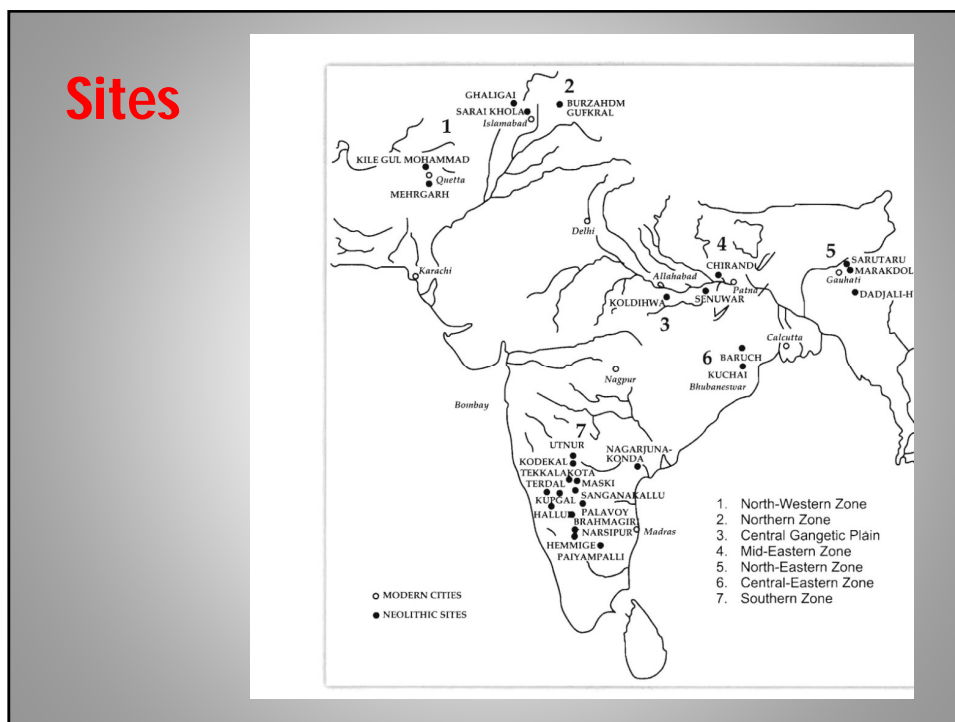 Sites
2
GHALIGAI
SARAI KHOLA
Islamabad
BURZAHDM
GUFKRAL
1
KILE GUL MOHAMMAD
Quetta
MEHRGARH
Delhi
4
5
Karachi
Allahabad
CHIRAND
Patna
SARUTARU
MARAKDOL
Gauhati
DADJALI-H
KOLDIHWA
SENUWAR
3
Calcutta
6
BARUCH
KUCHAI
Bhubaneswar
Nagpur
Bombay
7
UTNUR
KODEKAL
NAGARJUNA-
KONDA
TEKKALAKOTA
TERDAL
MASKI
KUPGAL
SANGANAKALLU
HALLUR
PALAVOY
BRAHMAGIRI
NARSIPUR
Madras
HEMMIGE
PAIYAMPALLI
MODERN CITIES
NEOLITHIC SITES
1. North-Western Zone
2. Northern Zone
3. Central Gangetic Plain
4. Mid-Eastern Zone
5. North-Eastern Zone
6. Central-Eastern Zone
7. Southern Zone